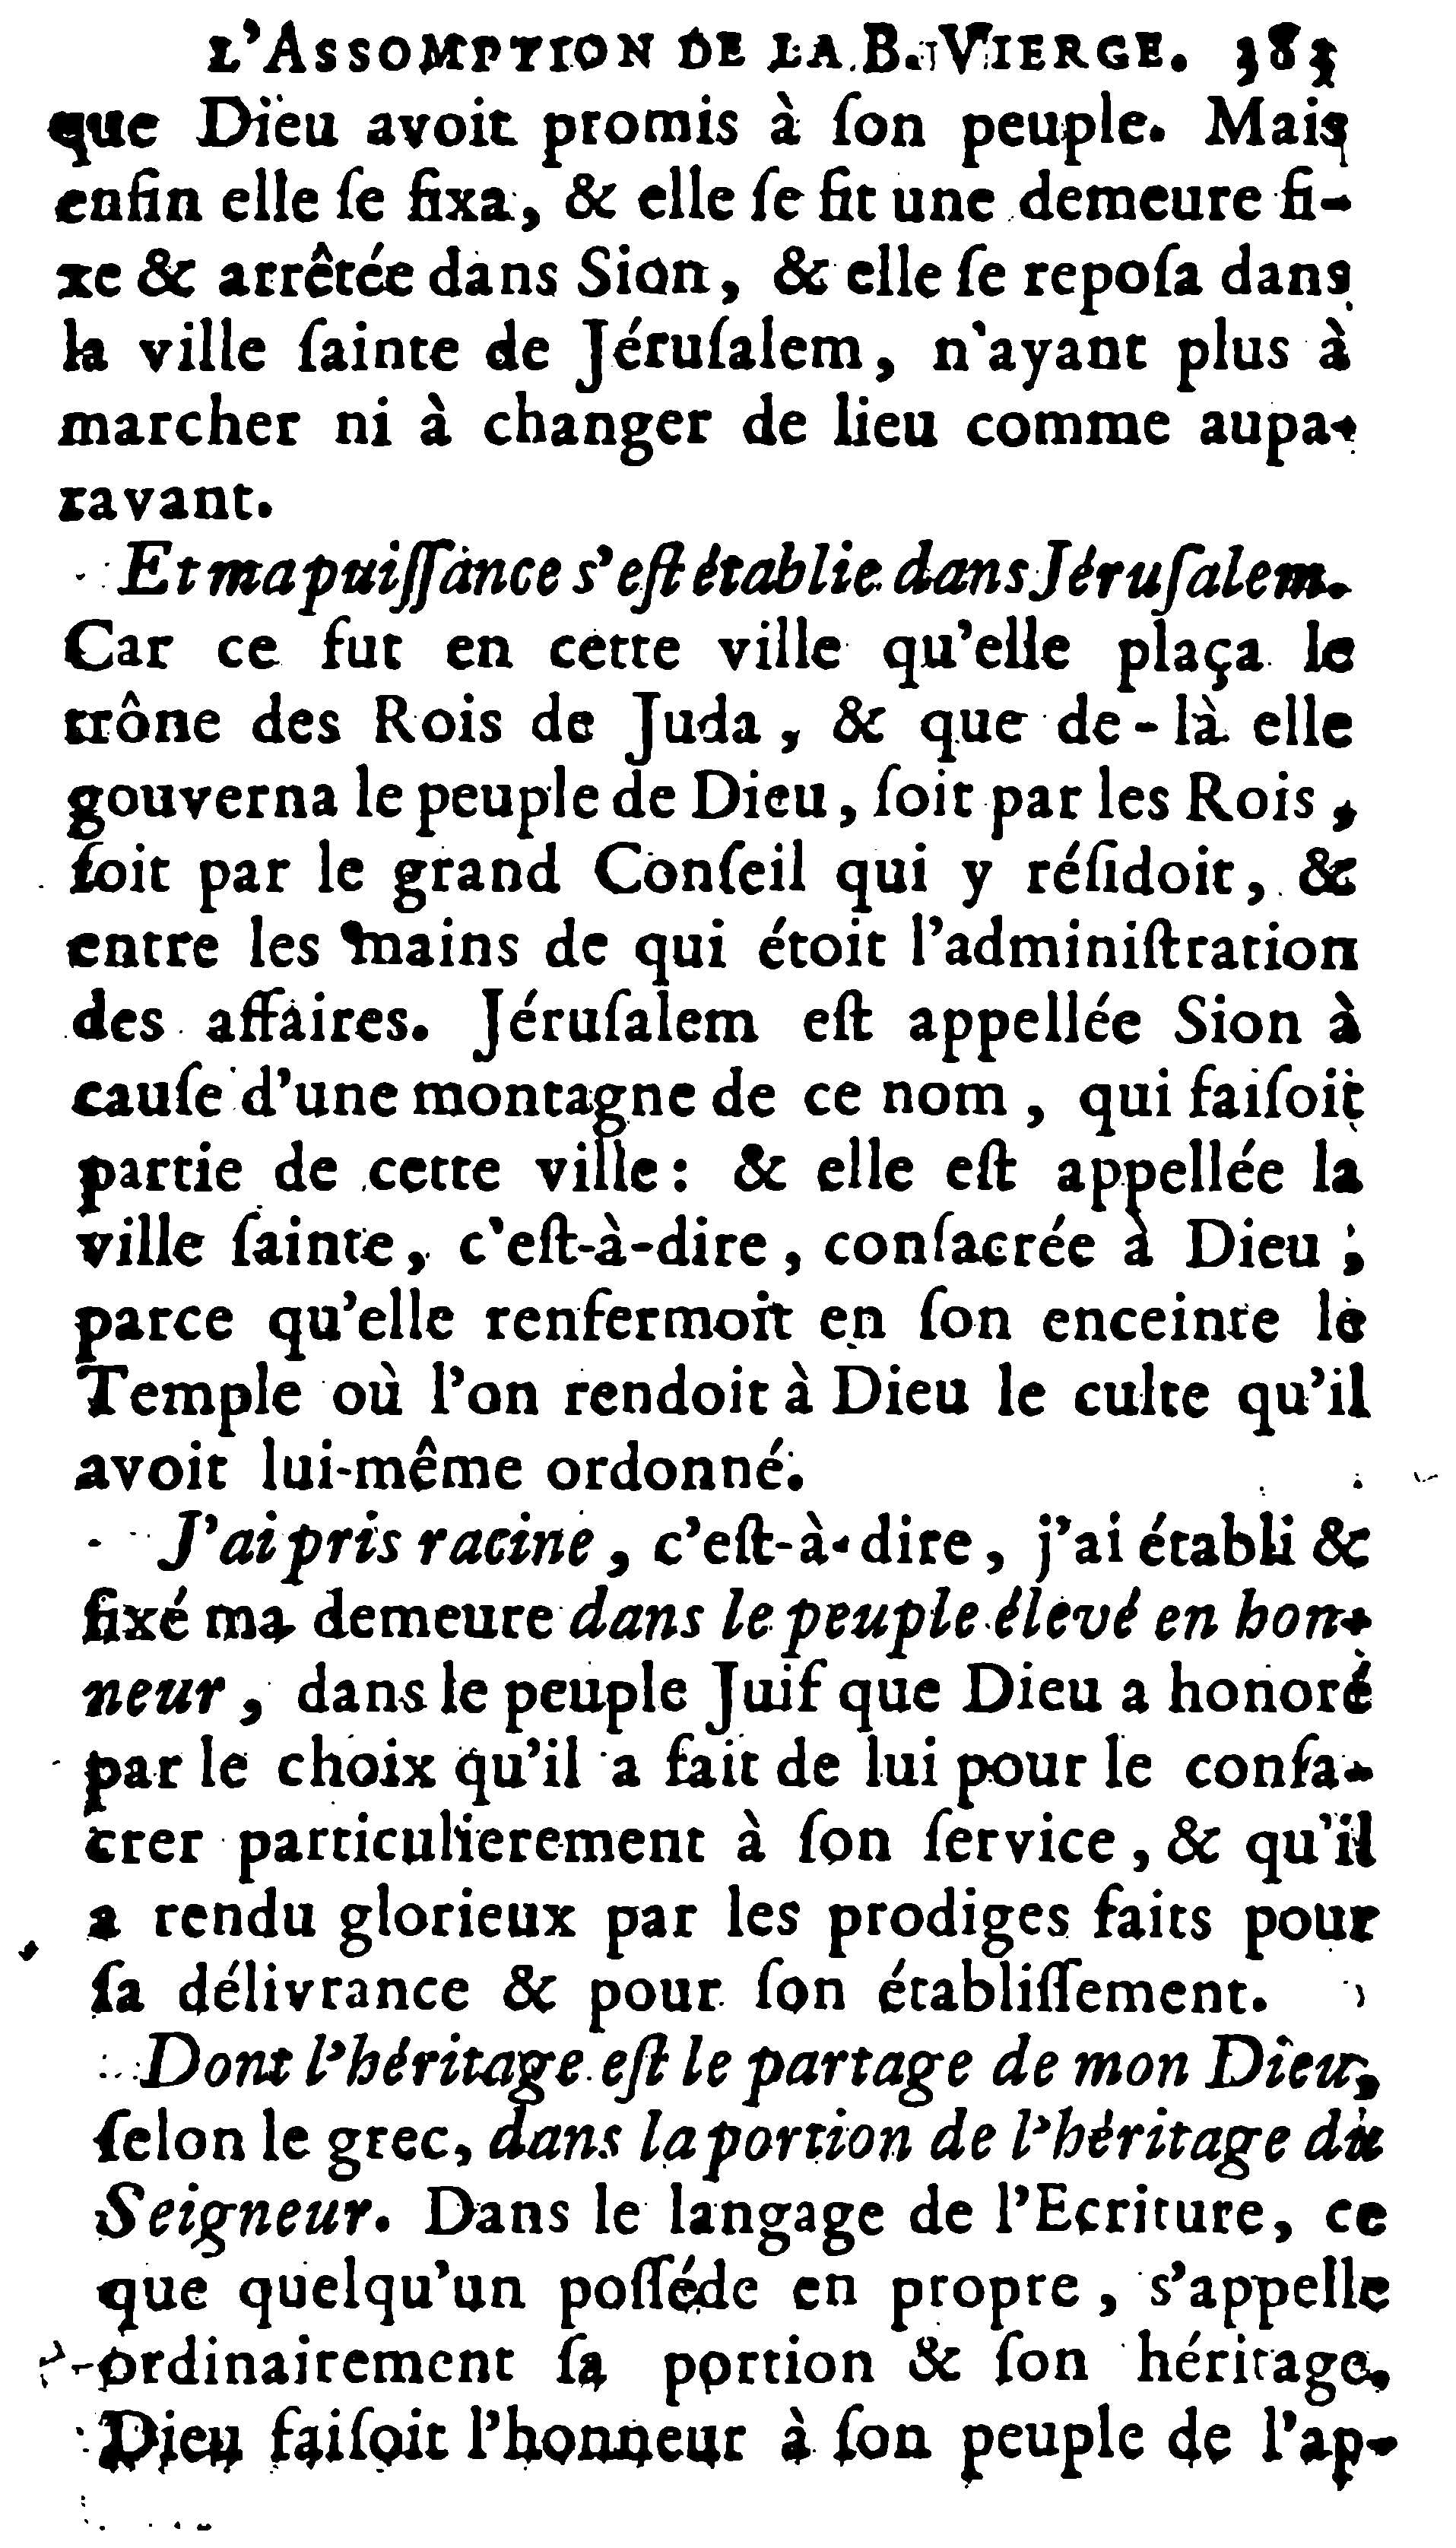 L'ASSOMPTION DE LA B. VIERGE. 385
que Dieu avoit promis à ſon peuple. Mais
enfin elle ſe fixa, & elle ſe fit une demeure fi-
xe & arrêtée dans Sion, & elle ſe repoſa dans
la ville ſainte de Jéruſalem, n'ayant plus à
marcher ni à changer de lieu comme aupa-
ravant.
Et ma puiſſance s'eſt établie dans Jéruſalem.
Car ce fut en cette ville qu'elle plaça le
trône des Rois de Juda, & que de-là elle
gouverna le peuple de Dieu, ſoit par les Rois,
ſoit par le grand Conſeil qui y réſidoit, &
entre les mains de qui étoit l'adminiſtration
des affaires. Jéruſalem eſt appellée Sion à
cauſe d'une montagne de ce nom, qui faiſoit
partie de cette ville: & elle eſt appellée la
ville ſainte, c'eſt-à-dire, conſacrée à Dieu;
parce qu'elle renfermoit en ſon enceinte le
Temple où l'on rendoit à Dieu le culte qu'il
avoit lui-même ordonné.
J'ai pris racine, c'eſt-à-dire, j'ai établi &
fixé ma demeure dans le peuple élevé en hon-
neur, dans le peuple Juif que Dieu a honoré
par le choix qu'il a fait de lui pour le conſa-
crer particulierement à ſon ſervice, & qu'il
a rendu glorieux par les prodiges faits pour
ſa délivrance & pour ſon établiſſement.
Dont l'héritage eſt le partage de mon Dieu,
ſelon le grec, dans la portion de l'héritage du
Seigneur. Dans le langage de l'Ecriture, ce
que quelqu'un poſſéde en propre, s'appelle
ordinairement ſa portion & ſon héritage.
Dieu faiſoit l'honneur à ſon peuple de l'ap-